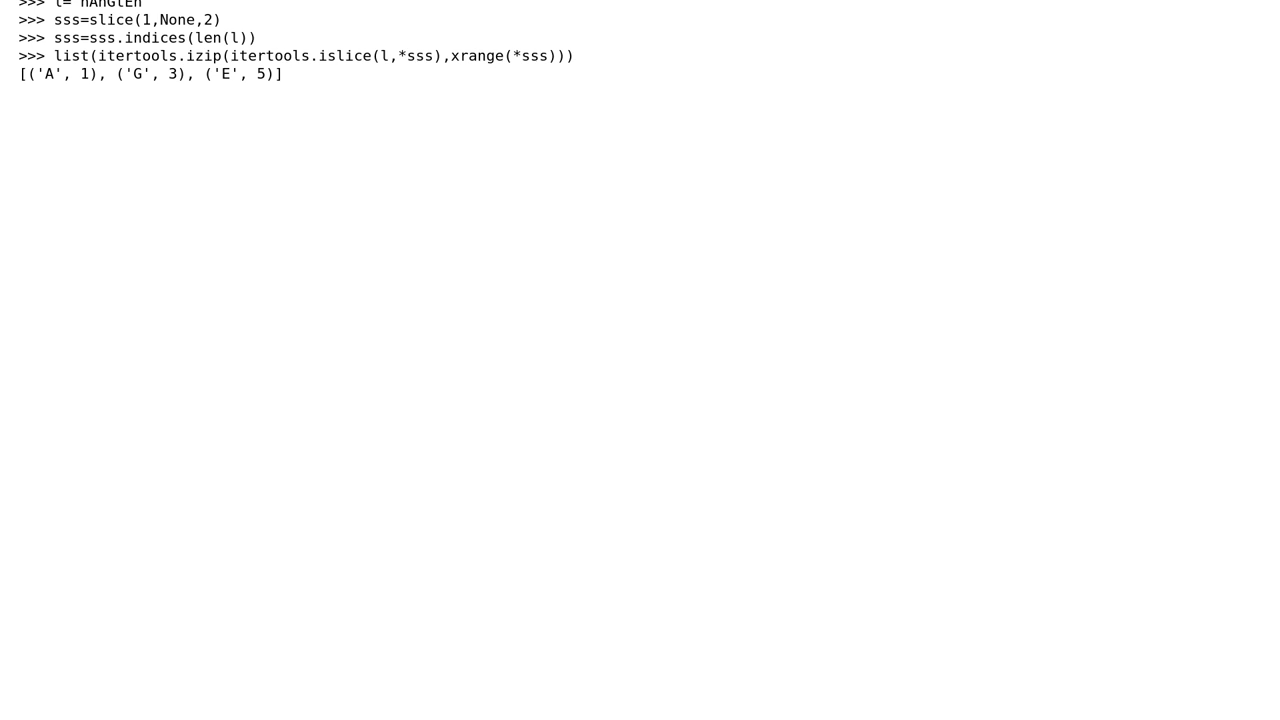 >>> l='hAnGtEn'
>>> sss=slice(1,None,2)
>>> sss=sss.indices(len(l))
>>> list(itertools.izip(itertools.islice(l,*sss),xrange(*sss)))
[('A', 1), ('G', 3), ('E', 5)]